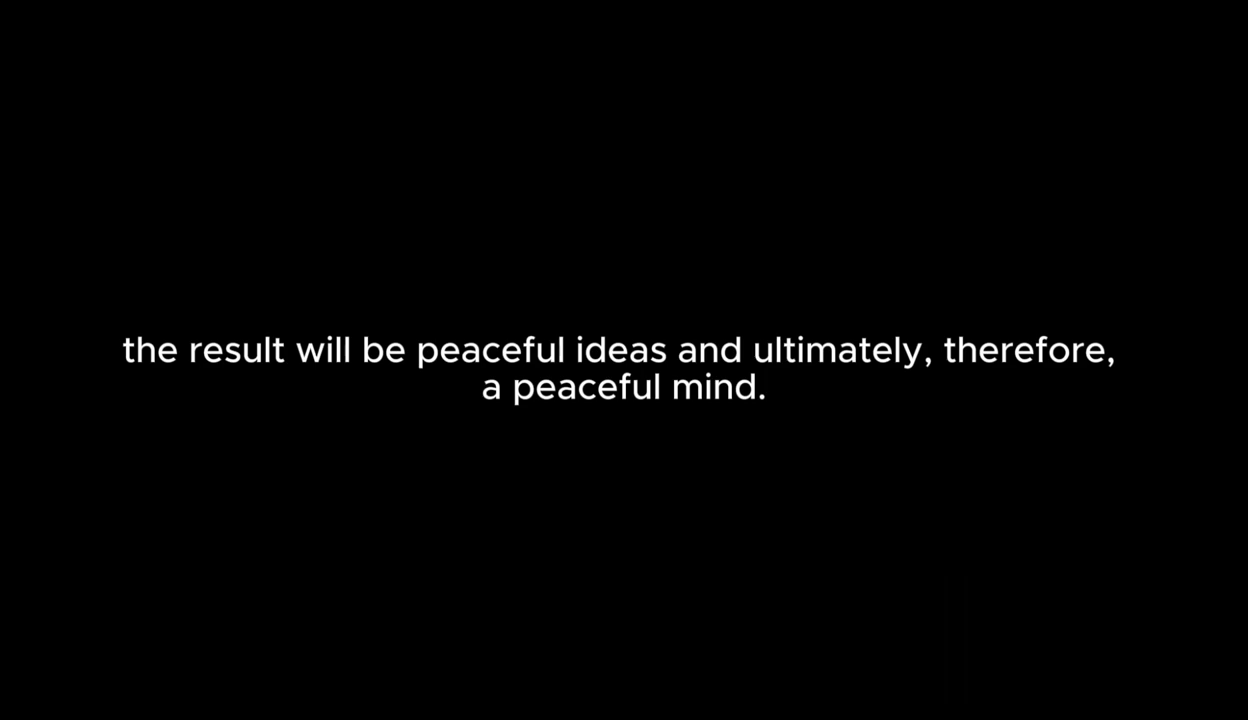 the result will be peaceful ideas and ultimately, therefore,
a peaceful mind.